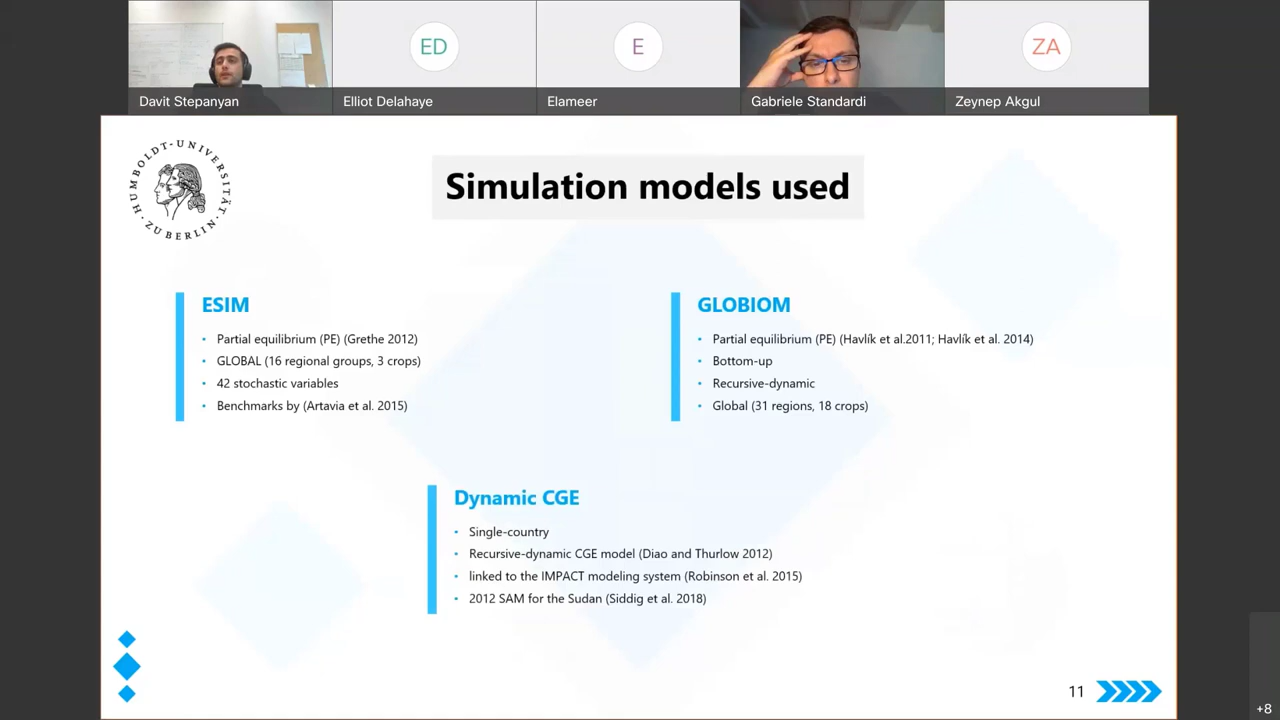 ED
E
ZA
Davit Stepanyan
Elliot Delahaye
Elameer
Gabriele Standardi
Zeynep Akgul
HUMBOLDT-UNIVERSITÄT
ZU BERLIN
Simulation models used
ESIM
• Partial equilibrium (PE) (Grethe 2012)
• GLOBAL (16 regional groups, 3 crops)
• 42 stochastic variables
• Benchmarks by (Artavia et al. 2015)
GLOBIOM
• Partial equilibrium (PE) (Havlík et al.2011; Havlík et al. 2014)
• Bottom-up
• Recursive-dynamic
• Global (31 regions, 18 crops)
Dynamic CGE
• Single-country
• Recursive-dynamic CGE model (Diao and Thurlow 2012)
• linked to the IMPACT modeling system (Robinson et al. 2015)
• 2012 SAM for the Sudan (Siddig et al. 2018)
11
+8